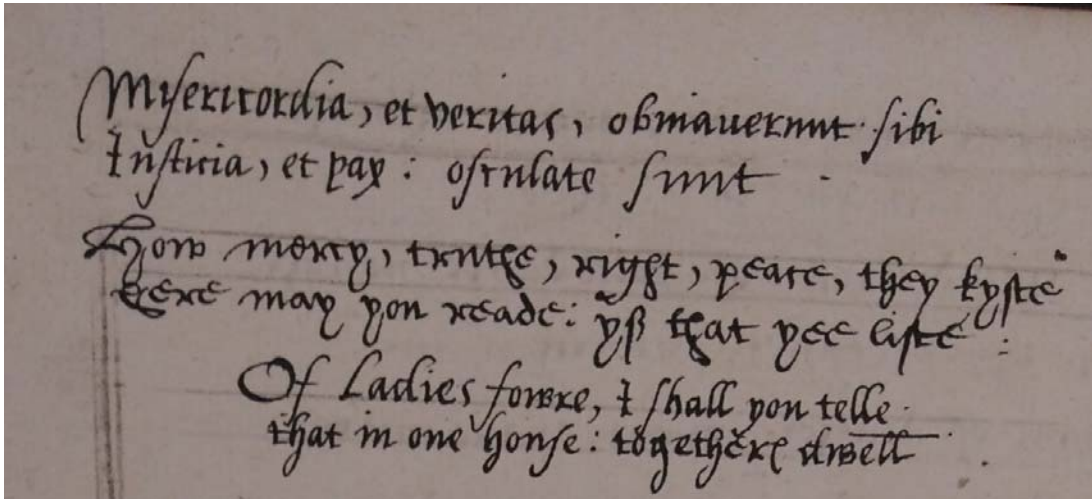 Misericordia, et veritas, obuiauerunt sibi
Iusticia, et pax: osculate sunt.
How mercy, truthe, right, peace, they kyste
here may you reade: yf that yee liste:
Of Ladies fowre, I shall you telle.
that in one house: togethere dwell